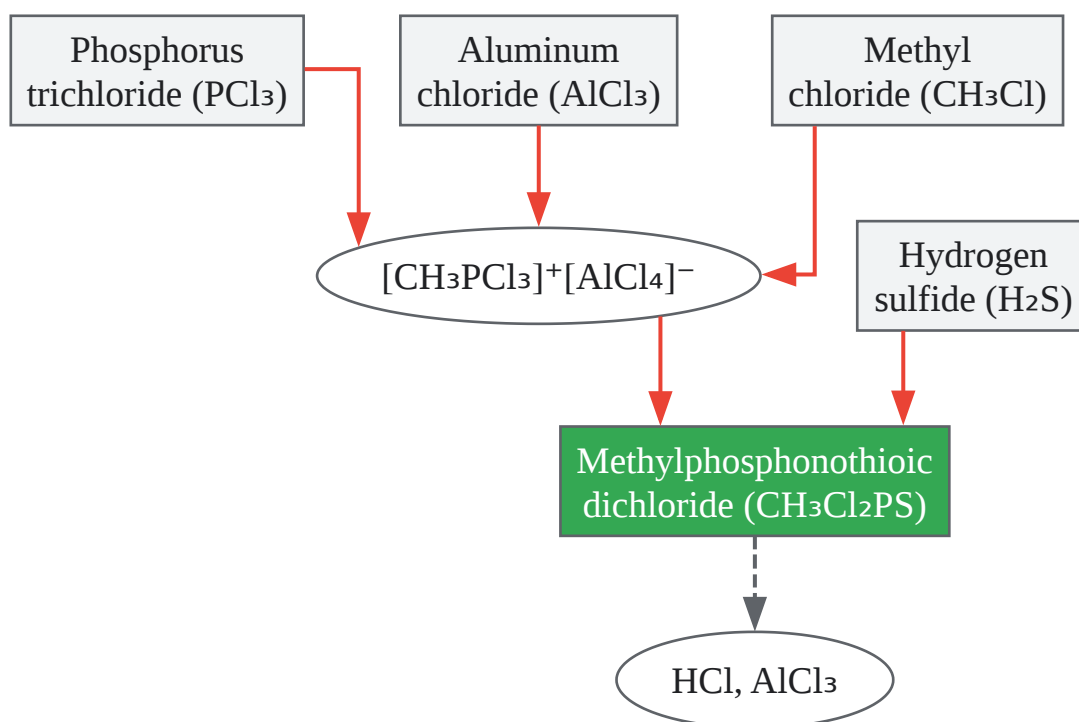 Phosphorus
trichloride (PCl₃)
Aluminum
chloride (AlCl₃)
Methyl
chloride (CH₃Cl)
[CH₃PCl₃]⁺[AlCl₄]⁻
Hydrogen
sulfide (H₂S)
Methylphosphonothioic
dichloride (CH₃Cl₂PS)
HCl, AlCl₃